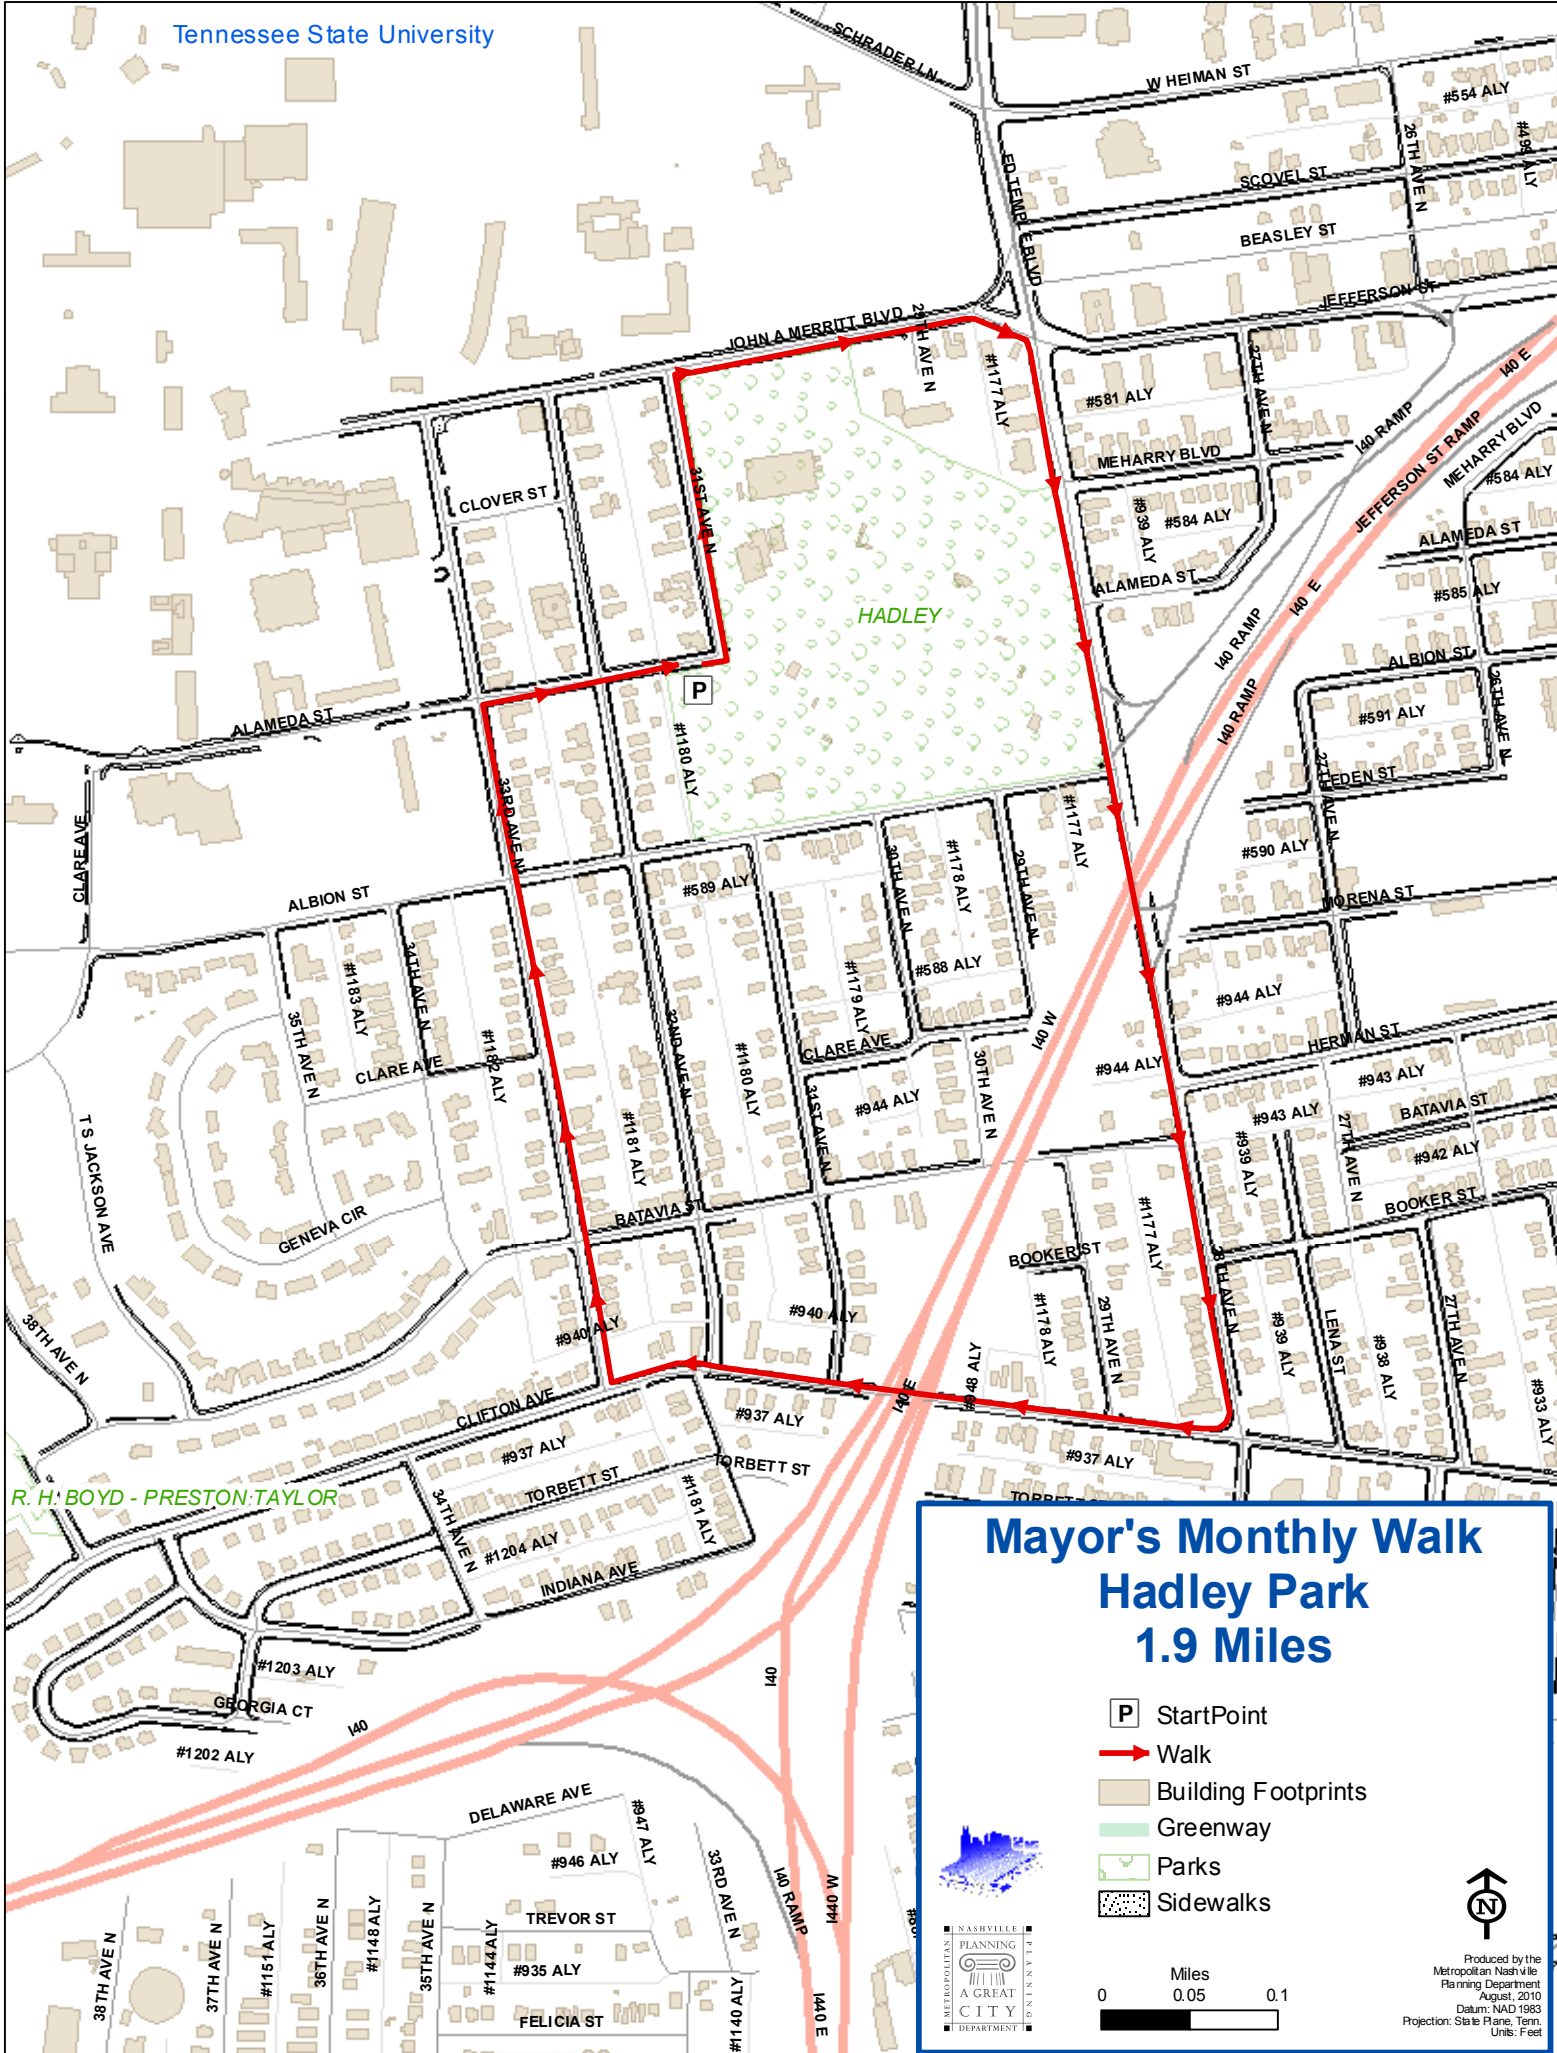 Tennessee State University
SCHRADER LN
W HEIMAN ST
#554 ALY
26TH AVE N
#499 ALY
ED TEMPLE BLVD
SCOVEL ST
BEASLEY ST
JEFFERSON ST
JOHN A MERRITT BLVD
29TH AVE N
#1177 ALY
27TH AVE N
I40 E
#581 ALY
I40 RAMP
JEFFERSON ST RAMP
MEHARRY BLVD
MEHARRY BLVD
#584 ALY
CLOVER ST
31ST AVE N
#939 ALY
#584 ALY
ALAMEDA ST
ALAMEDA ST
#585 ALY
I40 E
HADLEY
I40 RAMP
ALBION ST
26TH AVE N
P
ALAMEDA ST
#1180 ALY
I40 RAMP
#591 ALY
27TH AVE N
EDEN ST
33RD AVE N
CLARE AVE
#1177 ALY
#590 ALY
#589 ALY
30TH AVE N
#1178 ALY
29TH AVE N
ALBION ST
MORENA ST
34TH AVE N
#1183 ALY
#588 ALY
#1179 ALY
#944 ALY
35TH AVE N
32ND AVE N
I40 W
HERMAN ST
CLARE AVE
#1182 ALY
CLARE AVE
#1180 ALY
30TH AVE N
#944 ALY
#943 ALY
31ST AVE N
#944 ALY
#943 ALY
BATAVIA ST
T S JACKSON AVE
#1181 ALY
#939 ALY
27TH AVE N
#942 ALY
BATAVIA ST
GENEVA CIR
#1177 ALY
BOOKER ST
BOOKER ST
28TH AVE N
38TH AVE N
#940 ALY
#940 ALY
#1178 ALY
29TH AVE N
#939 ALY
LENA ST
#938 ALY
27TH AVE N
#948 ALY
I40 E
CLIFTON AVE
#937 ALY
#933 ALY
#937 ALY
#937 ALY
TORBETT ST
TORBETT ST
R. H. BOYD - PRESTON TAYLOR
34TH AVE N
#1181 ALY
TORBETT ST
#1204 ALY
INDIANA AVE
#1203 ALY
GEORGIA CT
#1202 ALY
I40
I40
DELAWARE AVE
#947 ALY
#946 ALY
33RD AVE N
I40 RAMP
I440 W
TREVOR ST
#935 ALY
FELICIA ST
38TH AVE N
37TH AVE N
#1151 ALY
36TH AVE N
#1148 ALY
35TH AVE N
#1144 ALY
#1140 ALY
I440 E
Mayor's Monthly Walk
Hadley Park
1.9 Miles
P StartPoint
Walk
Building Footprints
Greenway
Parks
Sidewalks
N
NASHVILLE
METROPOLITAN
PLANNING
PLANNING
A GREAT
CITY
DEPARTMENT
Miles
0 0.05 0.1
Produced by the
Metropolitan Nashville
Planning Department
August, 2010
Datum: NAD 1983
Projection: State Plane, Tenn.
Units: Feet